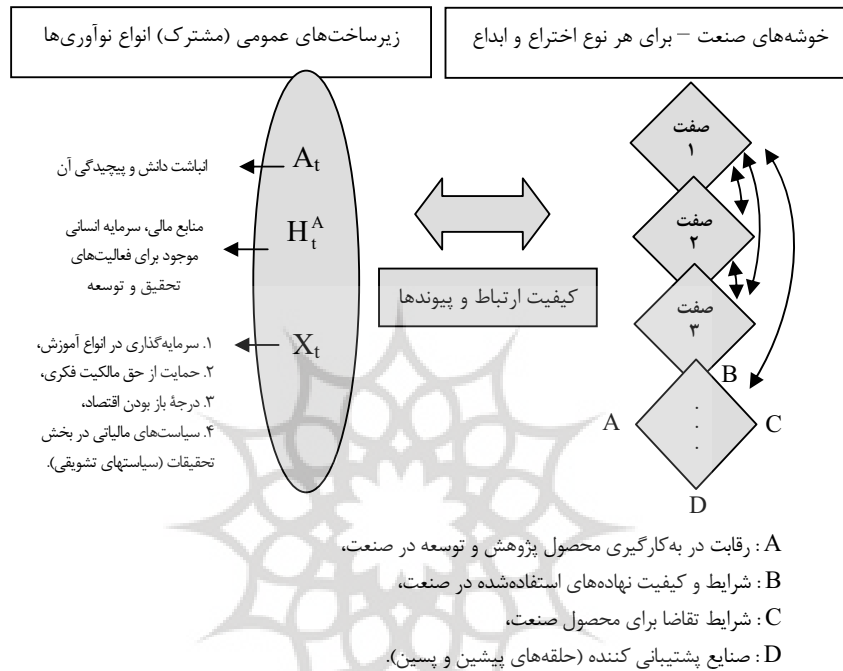 زیرساخت‌های عمومی (مشترک) انواع نوآوری‌ها
خوشه‌های صنعت – برای هر نوع اختراع و ابداع
انباشت دانش و پیچیدگی آن
A_t
منابع مالی، سرمایه انسانی
موجود برای فعالیت‌های
تحقیق و توسعه
H_t^A
۱. سرمایه‌گذاری در انواع آموزش،
۲. حمایت از حق مالکیت فکری،
۳. درجهٔ باز بودن اقتصاد،
۴. سیاست‌های مالیاتی در بخش
تحقیقات (سیاستهای تشویقی).
X_t
کیفیت ارتباط و پیوندها
صفت
۱
صفت
۲
صفت
۳
B
A
.
.
.
C
D
A : رقابت در به‌کارگیری محصول پژوهش و توسعه در صنعت،
B : شرایط و کیفیت نهاده‌های استفاده‌شده در صنعت،
C : شرایط تقاضا برای محصول صنعت،
D : صنایع پشتیبانی کننده (حلقه‌های پیشین و پسین).